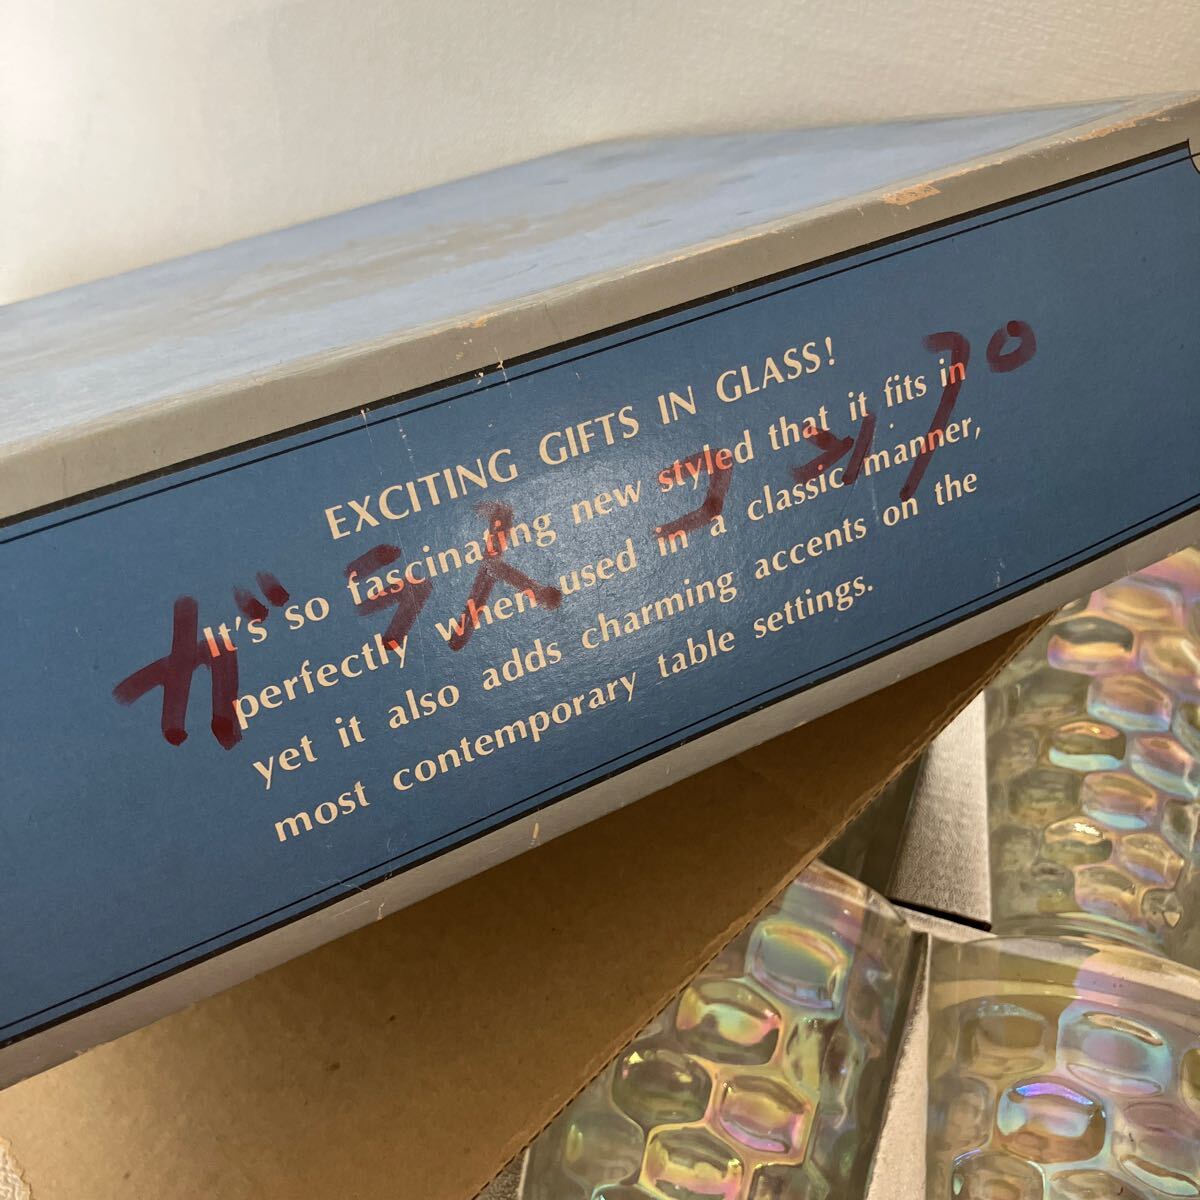 EXCITING GIFTS IN GLASS!
It's so fascinating new styled that it fits in
perfectly when used in a classic manner,
yet it also adds charming accents on the
most contemporary table settings.
ガラスコップ